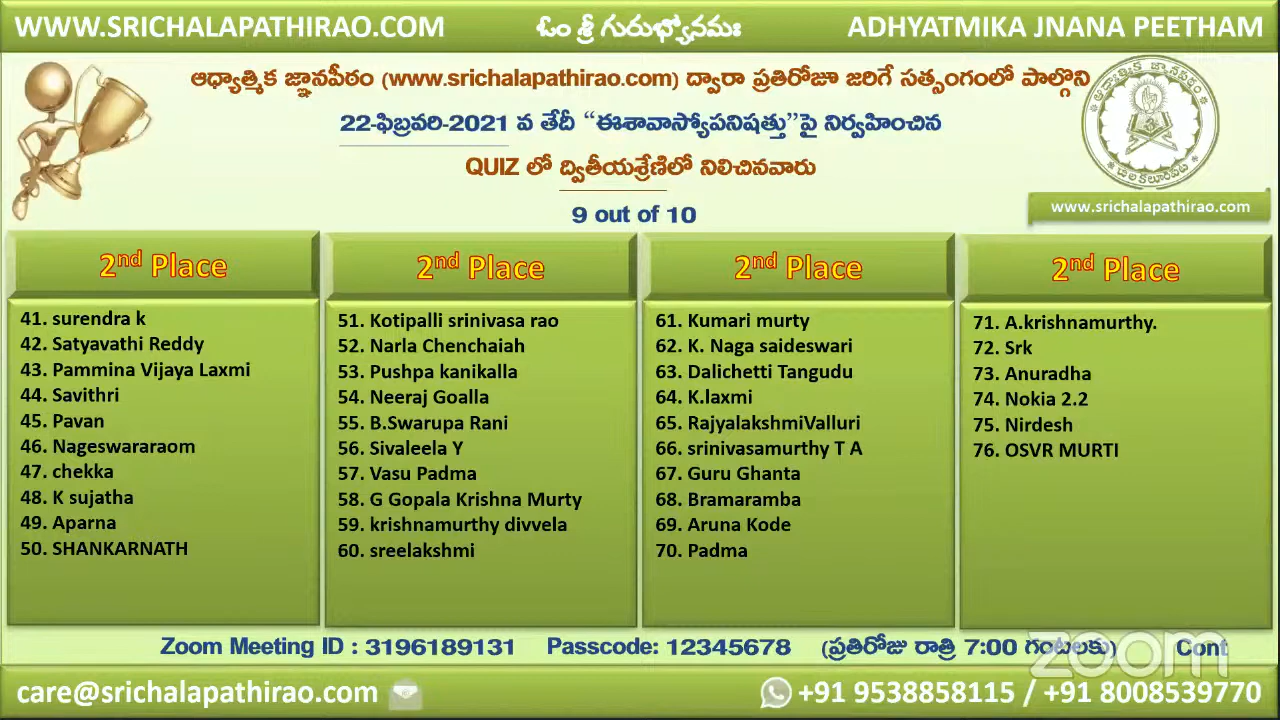 WWW.SRICHALAPATHIRAO.COM ఓం శ్రీ గురుభ్యోనమః ADHYATMIKA JNANA PEETHAM
ఆధ్యాత్మిక జ్ఞానపీఠం (www.srichalapathirao.com) ద్వారా ప్రతిరోజూ జరిగే సత్సంగంలో పాల్గొని
22-ఫిబ్రవరి-2021 వ తేదీ “ఈశావాస్యోపనిషత్తు”పై నిర్వహించిన
QUIZ లో ద్వితీయశ్రేణిలో నిలిచినవారు
9 out of 10
www.srichalapathirao.com
2nd Place
41. surendra k
42. Satyavathi Reddy
43. Pammina Vijaya Laxmi
44. Savithri
45. Pavan
46. Nageswararaom
47. chekka
48. K sujatha
49. Aparna
50. SHANKARNATH
2nd Place
51. Kotipalli srinivasa rao
52. Narla Chenchaiah
53. Pushpa kanikalla
54. Neeraj Goalla
55. B.Swarupa Rani
56. Sivaleela Y
57. Vasu Padma
58. G Gopala Krishna Murty
59. krishnamurthy divvela
60. sreelakshmi
2nd Place
61. Kumari murty
62. K. Naga saideswari
63. Dalichetti Tangudu
64. K.laxmi
65. RajyalakshmiValluri
66. srinivasamurthy T A
67. Guru Ghanta
68. Bramaramba
69. Aruna Kode
70. Padma
2nd Place
71. A.krishnamurthy.
72. Srk
73. Anuradha
74. Nokia 2.2
75. Nirdesh
76. OSVR MURTI
Zoom Meeting ID : 3196189131 Passcode: 12345678 (ప్రతిరోజు రాత్రి 7:00 గంటలకు) Cont
zoom
care@srichalapathirao.com +91 9538858115 / +91 8008539770